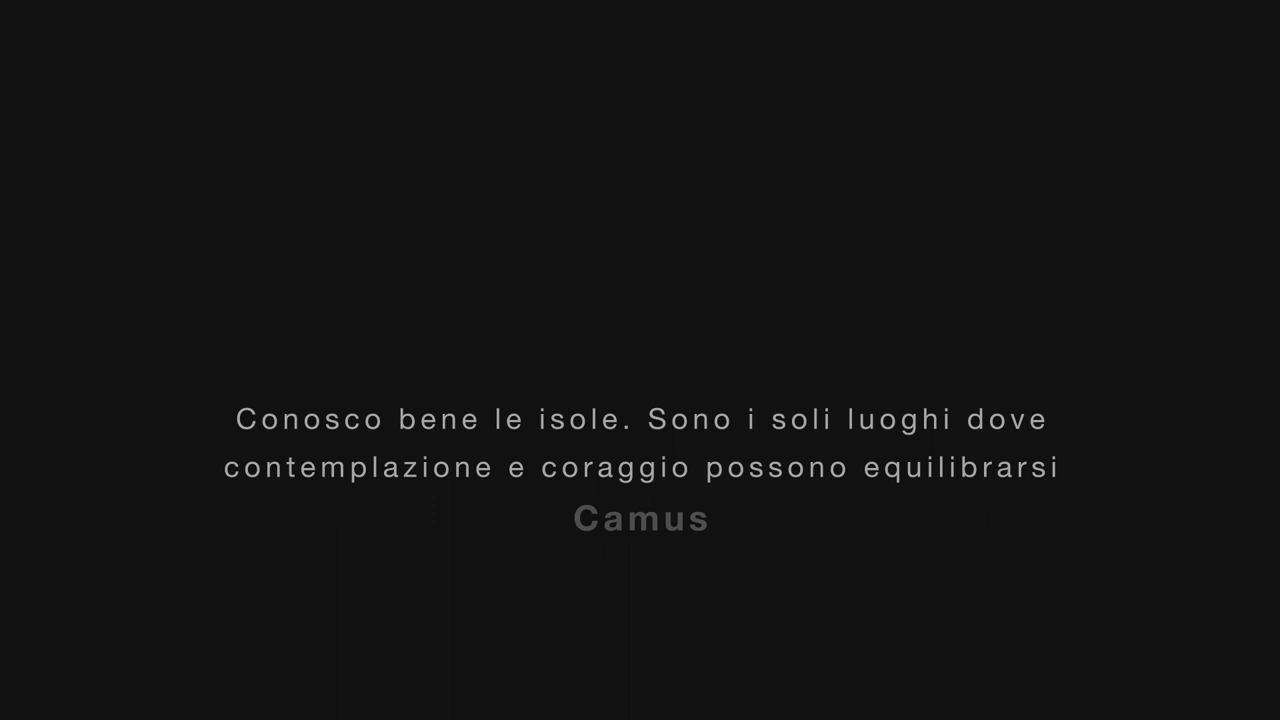 Conosco bene le isole. Sono i soli luoghi dove
contemplazione e coraggio possono equilibrarsi
Camus